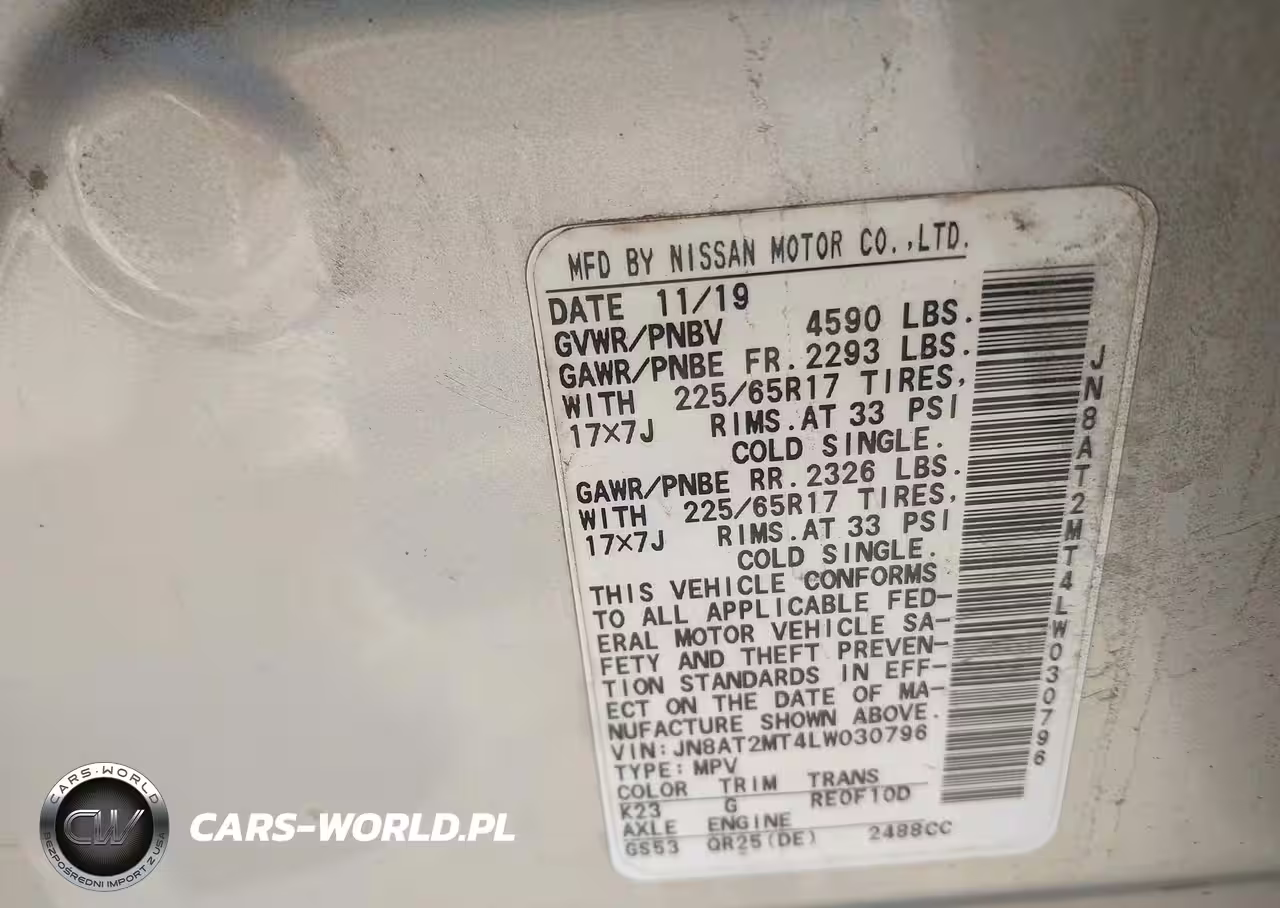 MFD BY NISSAN MOTOR CO.,LTD.
DATE 11/19
GVWR/PNBV 4590 LBS.
GAWR/PNBE FR. 2293 LBS.
WITH 225/65R17 TIRES,
17×7J RIMS.AT 33 PSI
COLD SINGLE.
GAWR/PNBE RR. 2326 LBS.
WITH 225/65R17 TIRES,
17×7J RIMS.AT 33 PSI
COLD SINGLE.
THIS VEHICLE CONFORMS
TO ALL APPLICABLE FED–
ERAL MOTOR VEHICLE SA–
FETY AND THEFT PREVEN–
TION STANDARDS IN EFF–
ECT ON THE DATE OF MA–
NUFACTURE SHOWN ABOVE.
VIN:JN8AT2MT4LW030796
TYPE:MPV
COLOR TRIM TRANS
K23 G RE0F10D
AXLE ENGINE
GS53 QR25(DE) 2488CC
JN8AT2MT4LW030796
CARS-WORLD
CW
BEZPOŚREDNI IMPORT Z USA
CARS-WORLD.PL